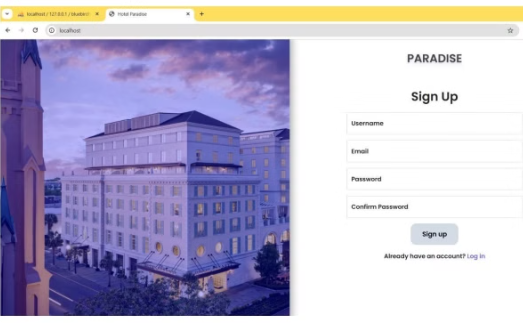 localhost / 127.0.0.1 /
Hotel Paradise
localhost
PARADISE
Sign Up
Username
Email
Password
Confirm Password
Sign up
Already have an account? Log in